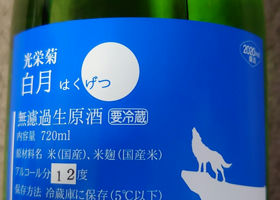 光栄菊
白月 はくげつ
無濾過生原酒 要冷蔵
内容量 720ml
原材料名 米(国産)、米麹(国産米)
アルコール分 12度
保存方法 冷蔵庫に保存(5℃以下)